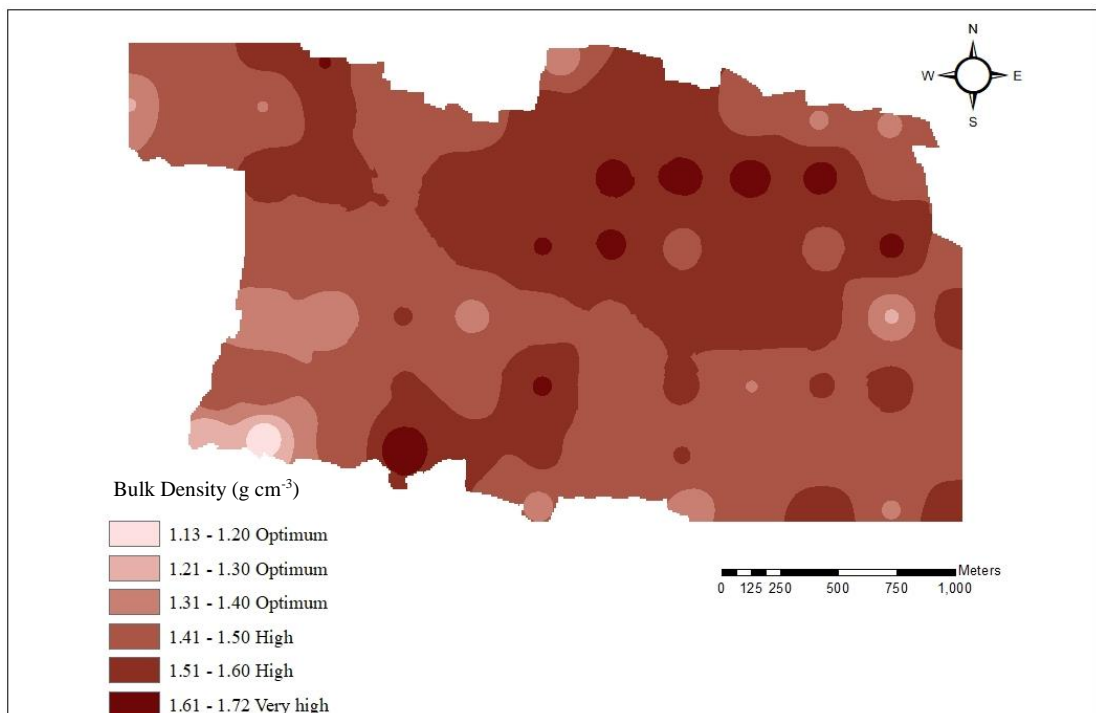 N
W E
S
Bulk Density (g cm-3)
1.13 - 1.20 Optimum
1.21 - 1.30 Optimum
1.31 - 1.40 Optimum
1.41 - 1.50 High
1.51 - 1.60 High
1.61 - 1.72 Very high
Meters
0 125 250 500 750 1,000